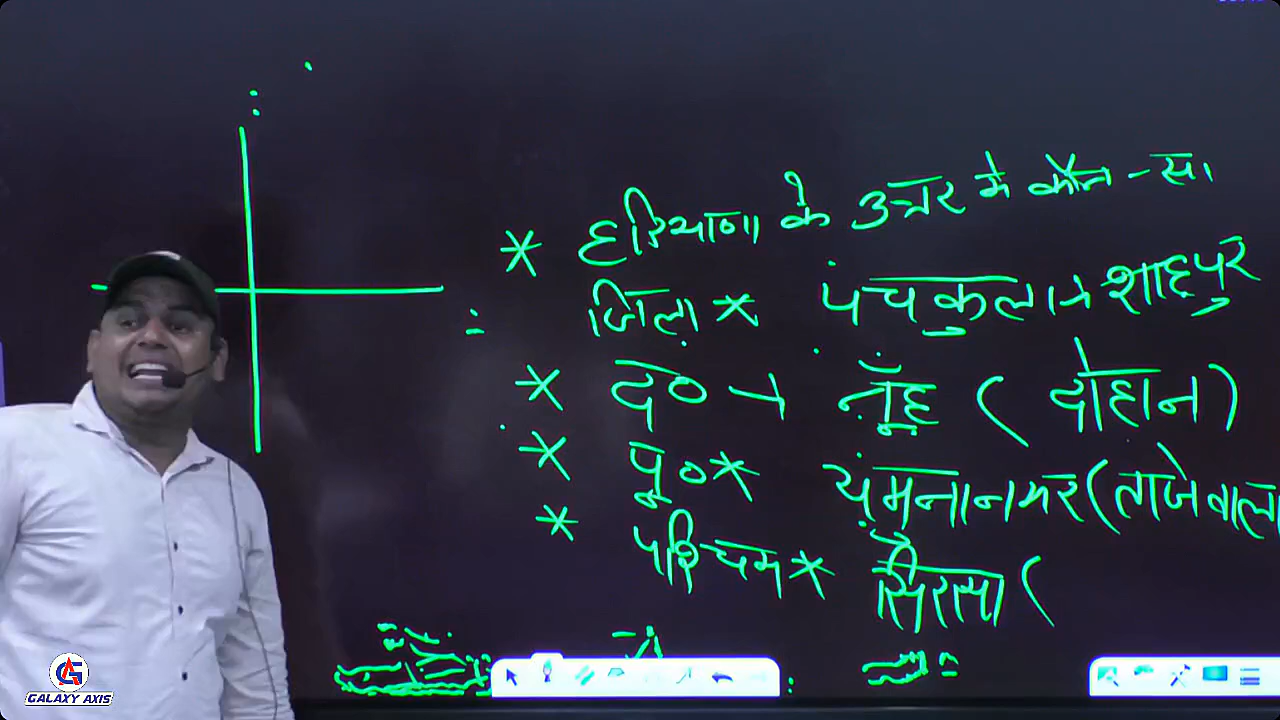 * हरियाणा के उत्तर में कौन - सा
जिला * पंचकुला → शाहपुर
* द० → नूँह ( दोहान )
* पू० * यमुनानगर ( ताजेवाला
* पश्चिम * सिरसा (
GALAXY AXIS